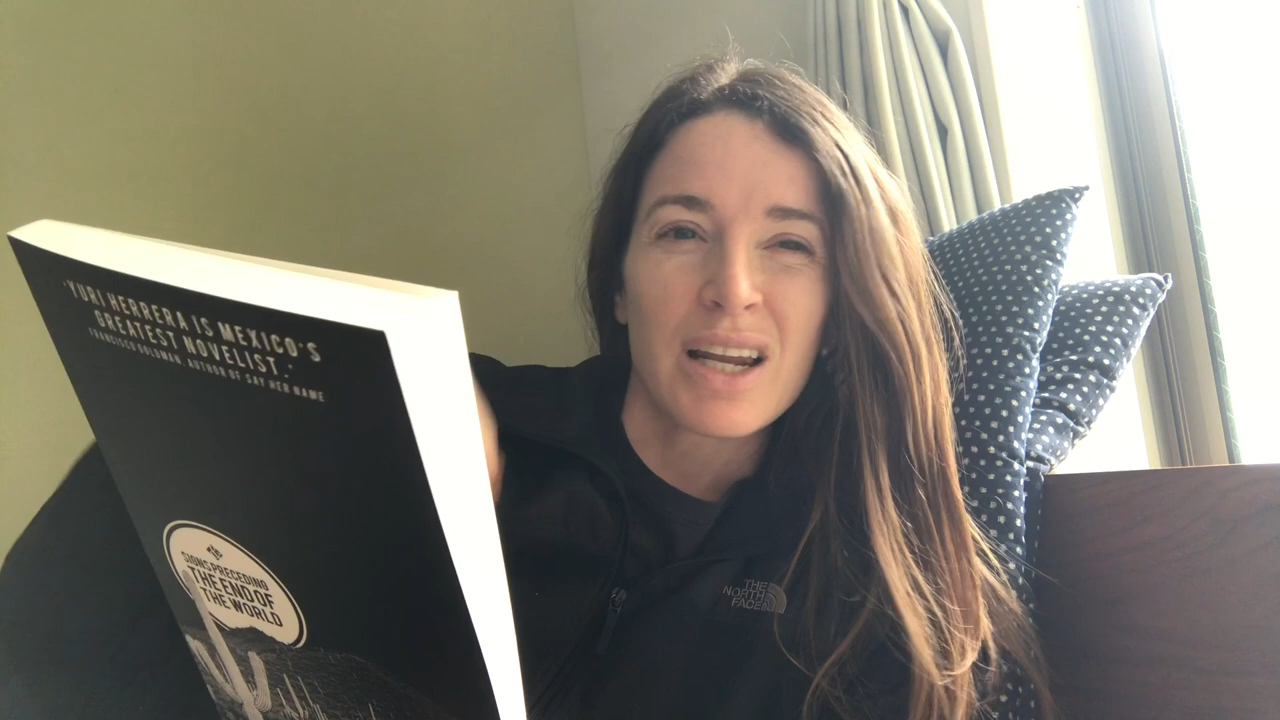 'YURI HERRERA IS MEXICO'S
GREATEST NOVELIST.'
FRANCISCO GOLDMAN, AUTHOR OF SAY HER NAME
SIGNS PRECEDING
THE END OF
THE WORLD
THE
NORTH
FACE